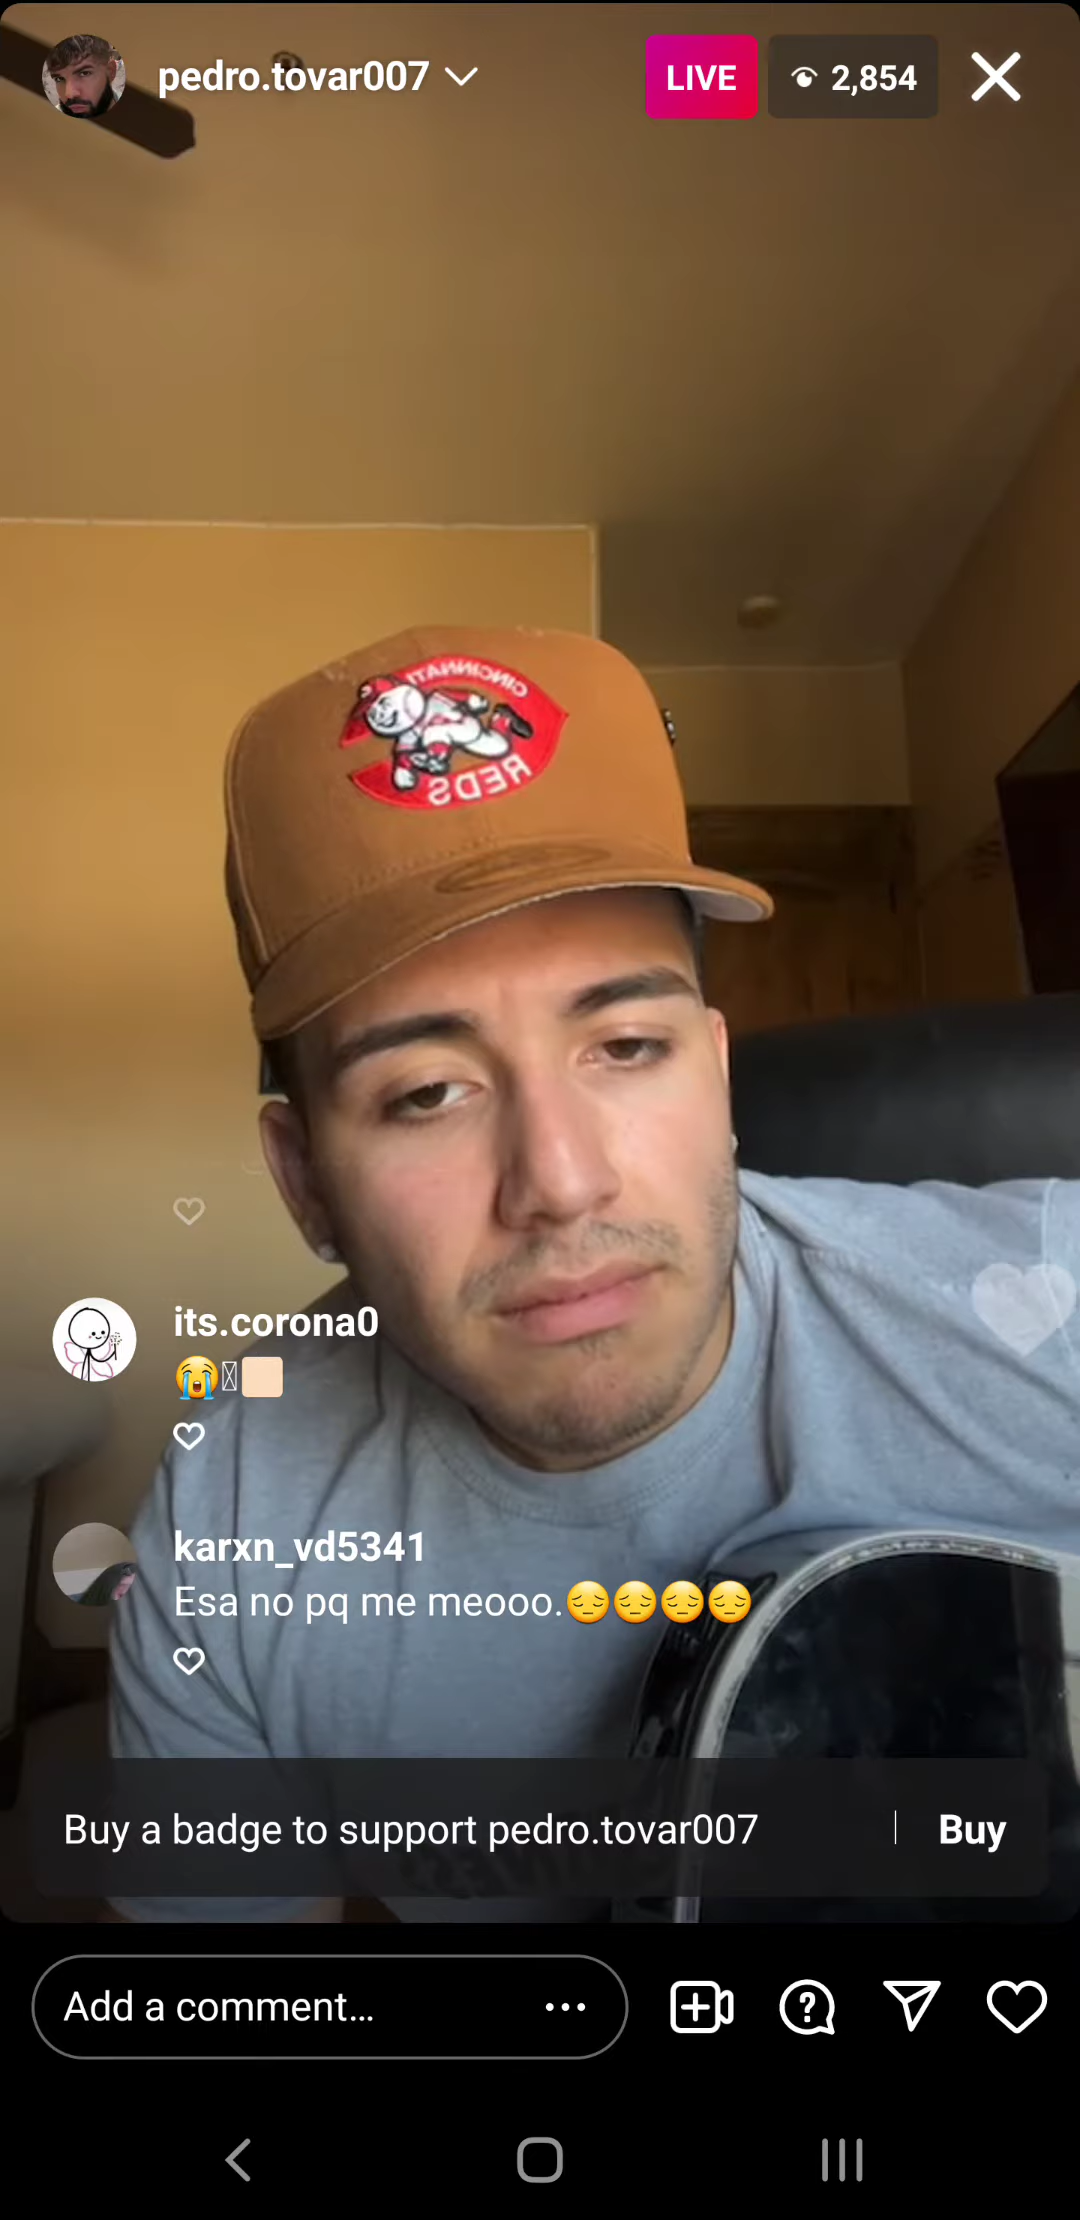 pedro.tovar007
LIVE
2,854
CINCINNATI
REDS
its.corona0
😭
karxn_vd5341
Esa no pq me meooo.😔😔😔😔
Buy a badge to support pedro.tovar007
Buy
Add a comment...